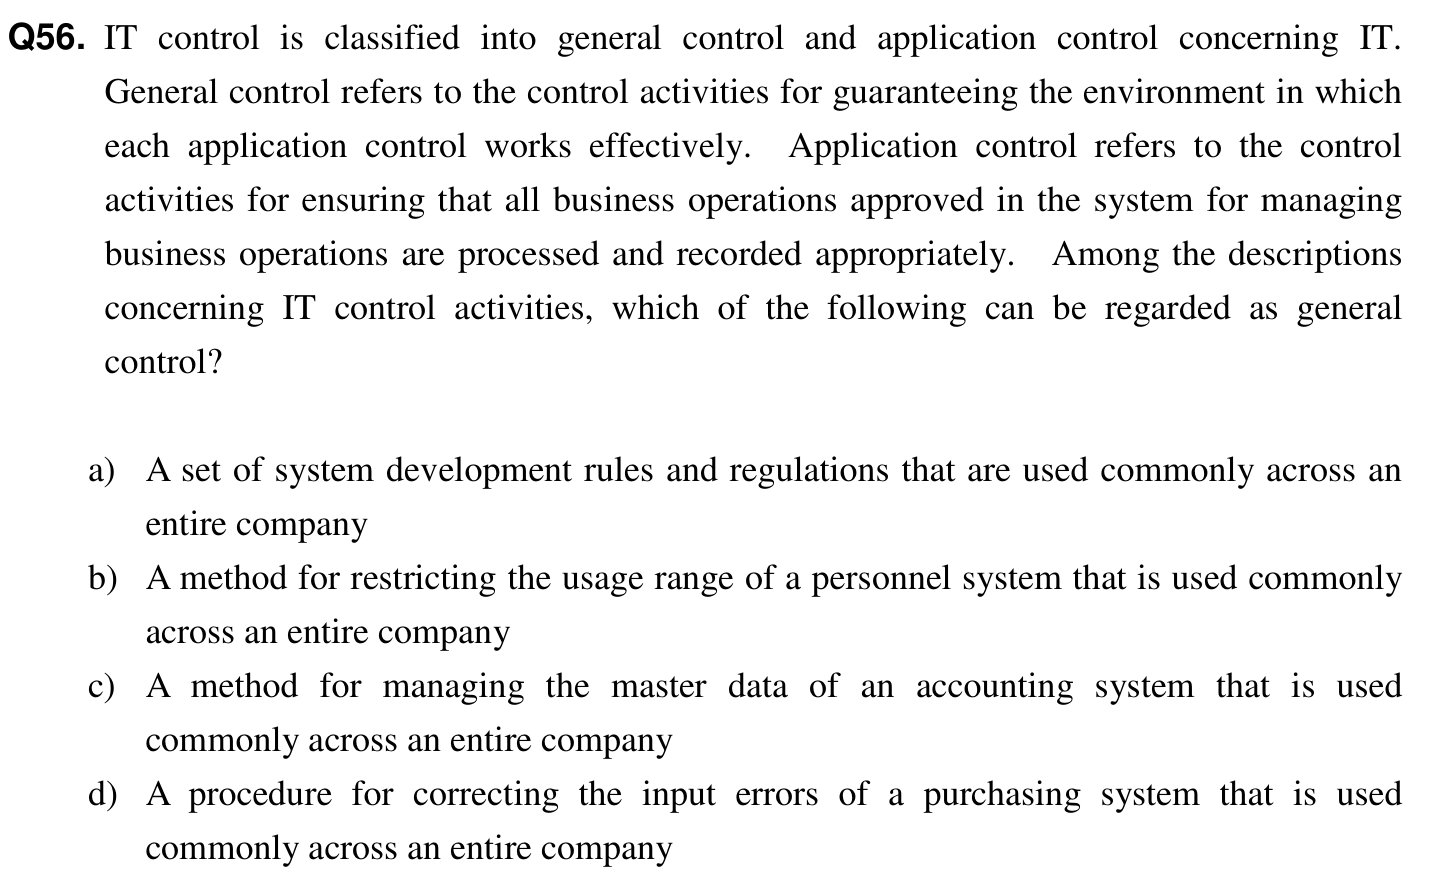 Q56. IT control is classified into general control and application control concerning IT.
General control refers to the control activities for guaranteeing the environment in which
each application control works effectively. Application control refers to the control
activities for ensuring that all business operations approved in the system for managing
business operations are processed and recorded appropriately. Among the descriptions
concerning IT control activities, which of the following can be regarded as general
control?
a) A set of system development rules and regulations that are used commonly across an
entire company
b) A method for restricting the usage range of a personnel system that is used commonly
across an entire company
c) A method for managing the master data of an accounting system that is used
commonly across an entire company
d) A procedure for correcting the input errors of a purchasing system that is used
commonly across an entire company